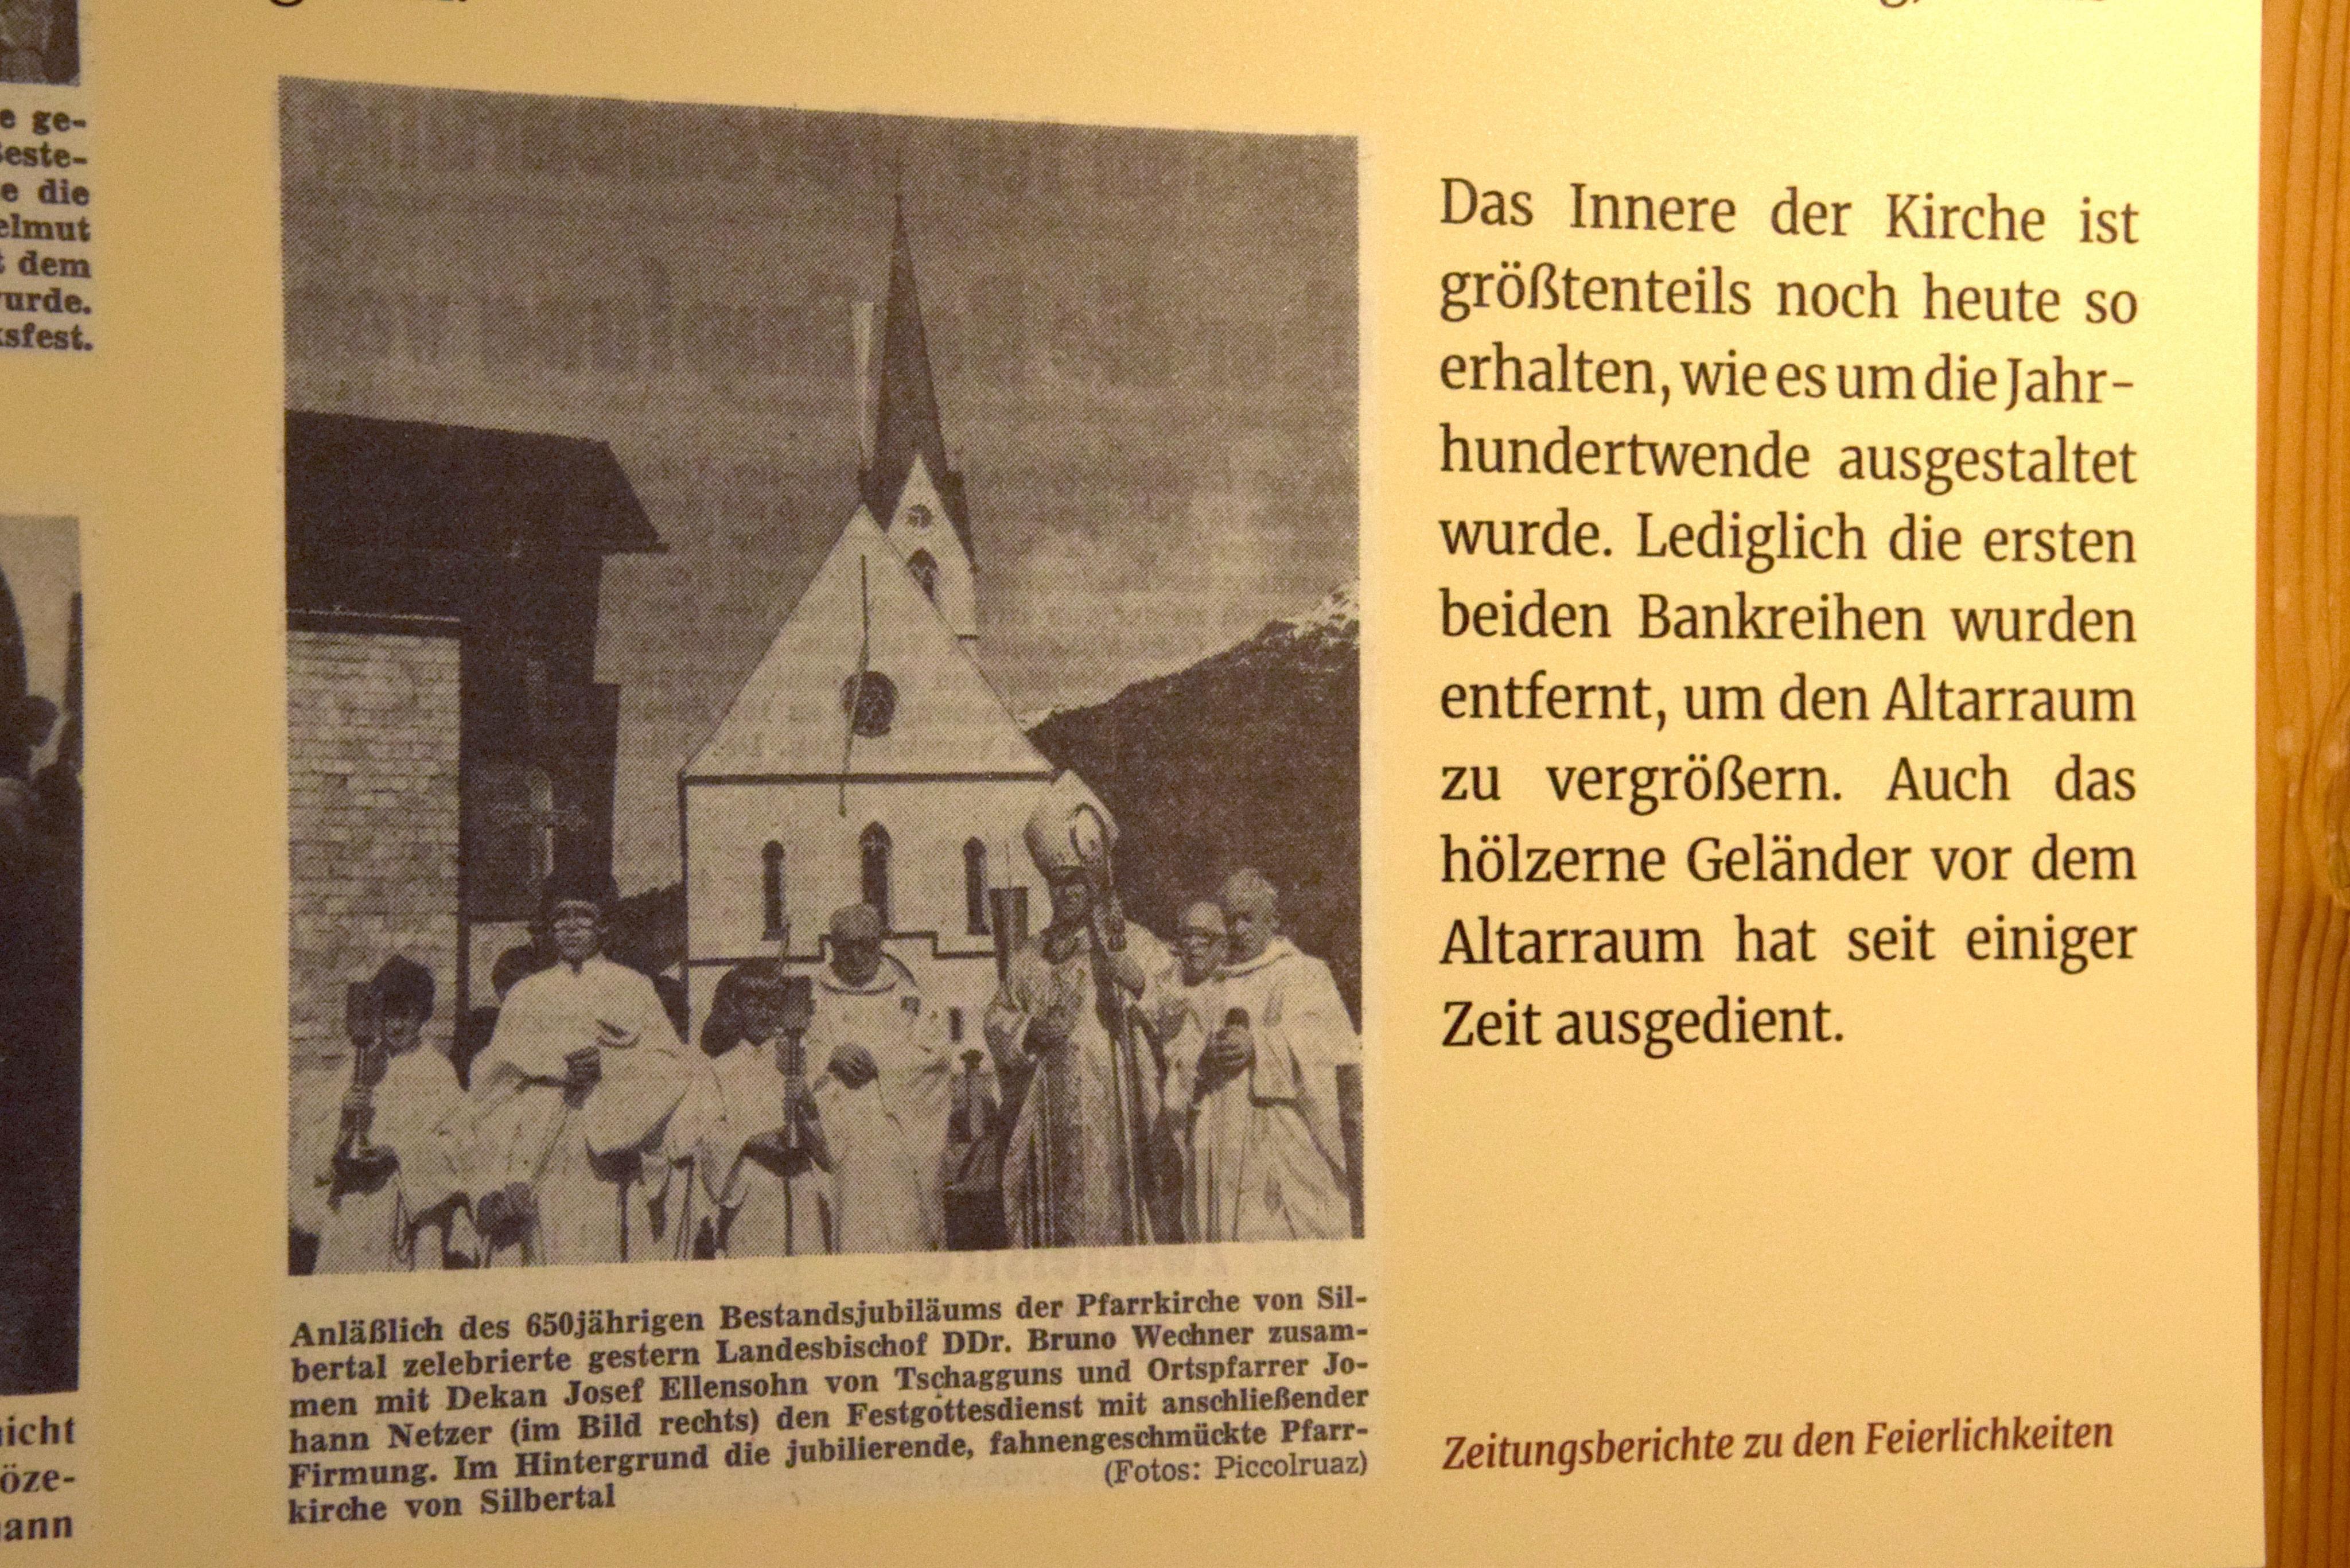 e ge-
Beste-
e die
elmut
t dem
urde.
sfest.
nicht
öze-
ann
Anläßlich des 650jährigen Bestandsjubiläums der Pfarrkirche von Sil-
bertal zelebrierte gestern Landesbischof DDr. Bruno Wechner zusam-
men mit Dekan Josef Ellensohn von Tschagguns und Ortspfarrer Jo-
hann Netzer (im Bild rechts) den Festgottesdienst mit anschließender
Firmung. Im Hintergrund die jubilierende, fahnengeschmückte Pfarr-
kirche von Silbertal
(Fotos: Piccolruaz)
Das Innere der Kirche ist
größtenteils noch heute so
erhalten, wie es um die Jahr-
hundertwende ausgestaltet
wurde. Lediglich die ersten
beiden Bankreihen wurden
entfernt, um den Altarraum
zu vergrößern. Auch das
hölzerne Geländer vor dem
Altarraum hat seit einiger
Zeit ausgedient.
Zeitungsberichte zu den Feierlichkeiten